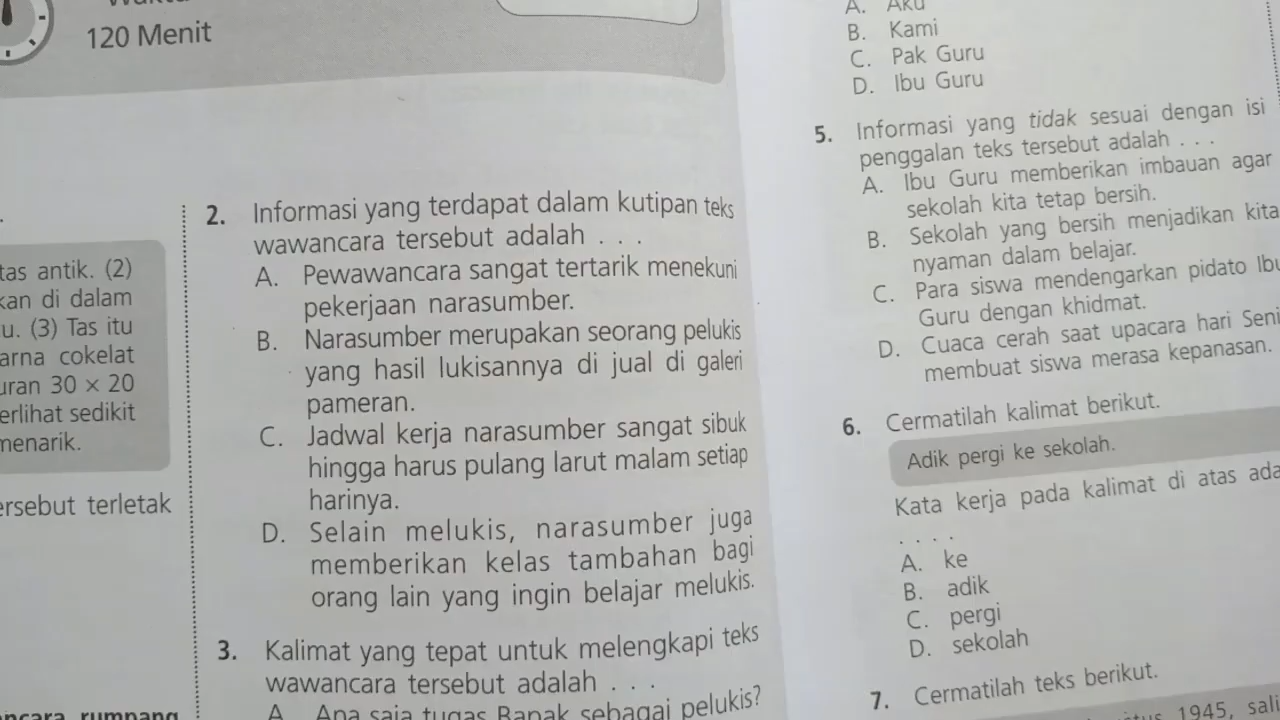 120 Menit
tas antik. (2)
di dalam
(3) Tas itu
cokelat
30 × 20
sedikit
terletak
2. Informasi yang terdapat dalam kutipan teks
wawancara tersebut adalah . . .
A. Pewawancara sangat tertarik menekuni
pekerjaan narasumber.
B. Narasumber merupakan seorang pelukis
yang hasil lukisannya di jual di galeri
pameran.
C. Jadwal kerja narasumber sangat sibuk
hingga harus pulang larut malam setiap
harinya.
D. Selain melukis, narasumber juga
memberikan kelas tambahan bagi
orang lain yang ingin belajar melukis.
3. Kalimat yang tepat untuk melengkapi teks
wawancara tersebut adalah . . .
A Apa saja tugas Bapak sebagai pelukis?
A. Aku
B. Kami
C. Pak Guru
D. Ibu Guru
5. Informasi yang tidak sesuai dengan isi
penggalan teks tersebut adalah . . .
A. Ibu Guru memberikan imbauan agar
sekolah kita tetap bersih.
B. Sekolah yang bersih menjadikan kita
nyaman dalam belajar.
C. Para siswa mendengarkan pidato Ibu
Guru dengan khidmat.
D. Cuaca cerah saat upacara hari
membuat siswa merasa kepanasan.
6. Cermatilah kalimat berikut.
Adik pergi ke sekolah.
Kata kerja pada kalimat di atas
. . . .
A. ke
B. adik
C. pergi
D. sekolah
7. Cermatilah teks berikut.
1945,